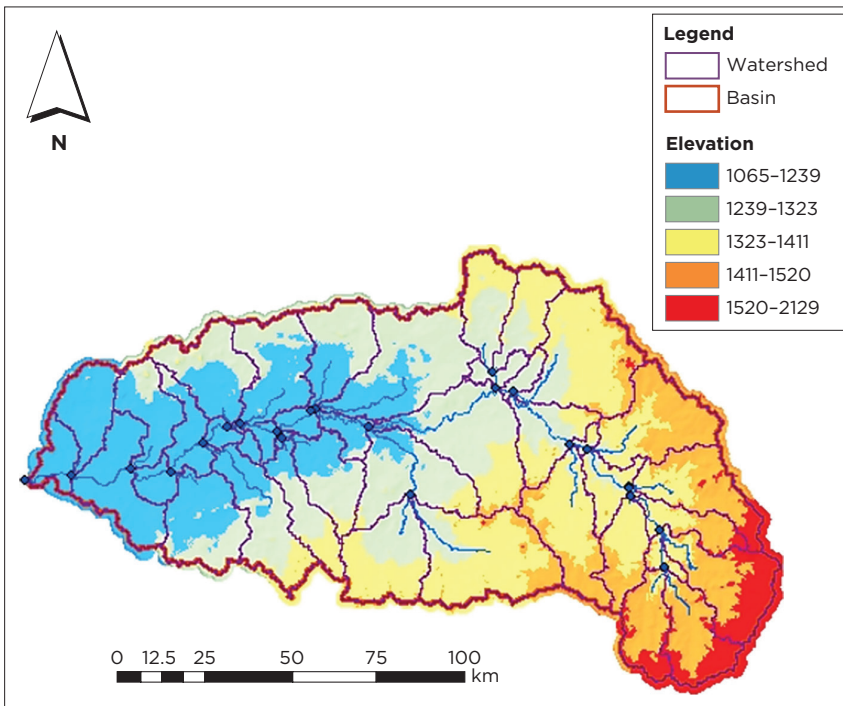 N
Legend
Watershed
Basin
Elevation
1065–1239
1239–1323
1323–1411
1411–1520
1520–2129
0 12.5 25 50 75 100
km